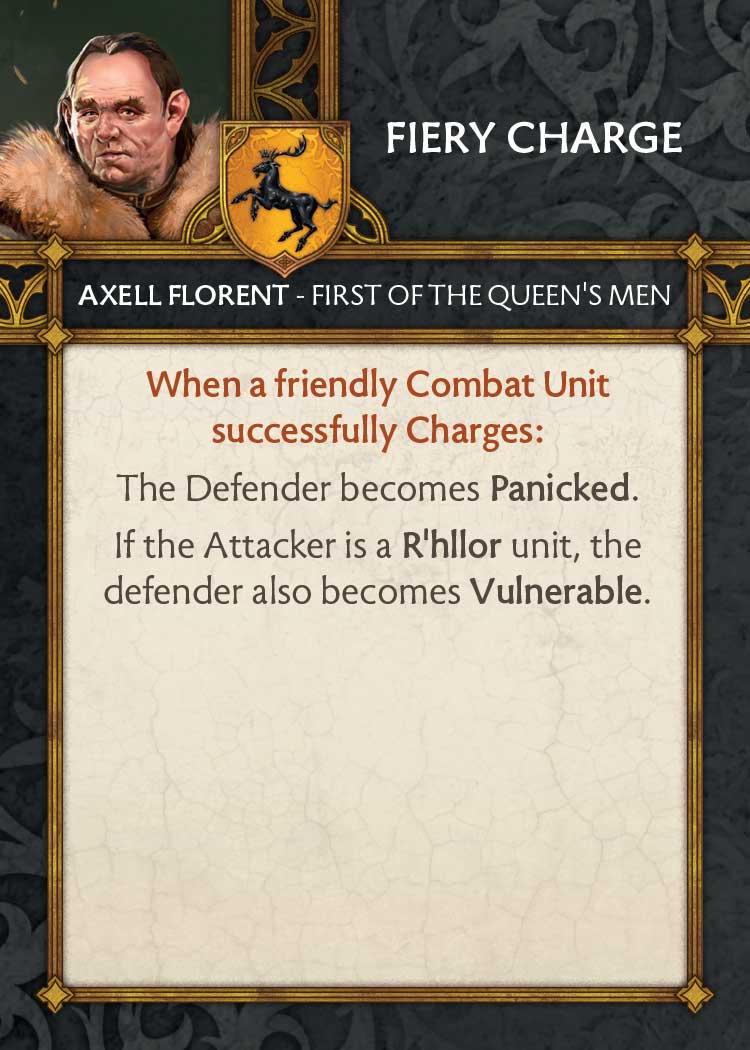 FIERY CHARGE
AXELL FLORENT - FIRST OF THE QUEEN'S MEN
When a friendly Combat Unit
successfully Charges:
The Defender becomes Panicked.
If the Attacker is a R'hllor unit, the
defender also becomes Vulnerable.